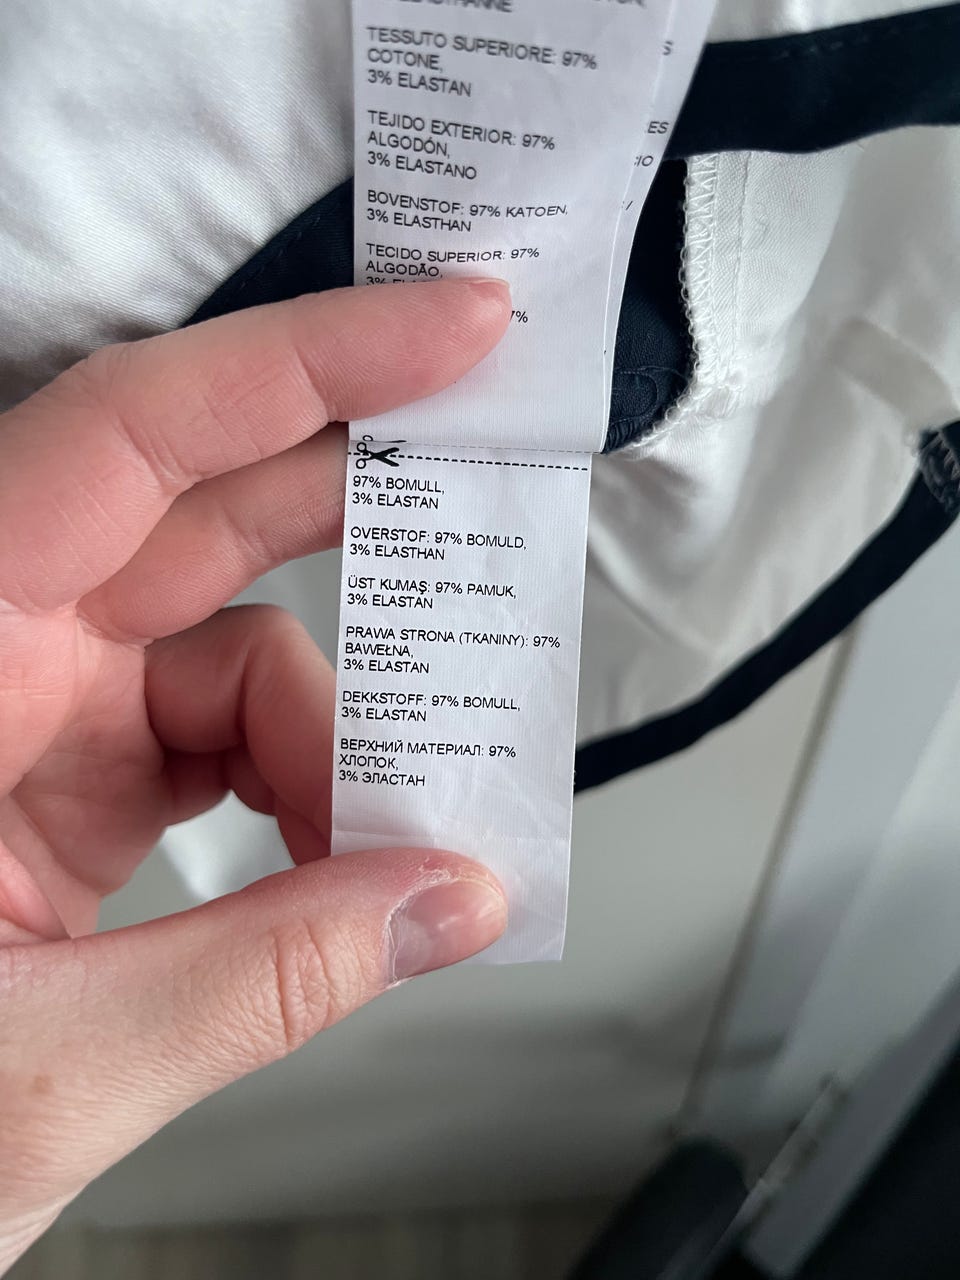 TESSUTO SUPERIORE: 97%
COTONE,
3% ELASTAN
TEJIDO EXTERIOR: 97%
ALGODÓN,
3% ELASTANO
BOVENSTOF: 97% KATOEN,
3% ELASTHAN
TECIDO SUPERIOR: 97%
ALGODÃO,
3%
97% BOMULL,
3% ELASTAN
OVERSTOF: 97% BOMULD,
3% ELASTHAN
ÜST KUMAŞ: 97% PAMUK,
3% ELASTAN
PRAWA STRONA (TKANINY): 97%
BAWEŁNA,
3% ELASTAN
DEKKSTOFF: 97% BOMULL,
3% ELASTAN
ВЕРХНИЙ МАТЕРИАЛ: 97%
ХЛОПОК,
3% ЭЛАСТАН